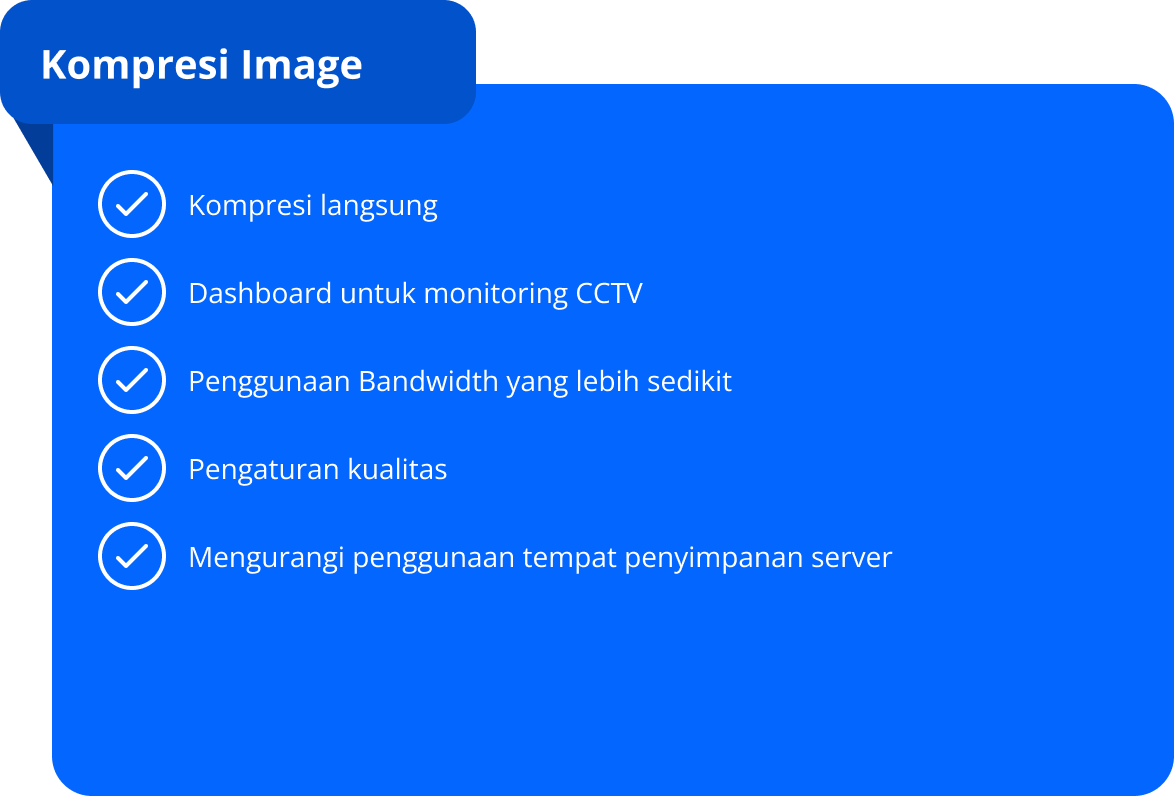 Kompresi Image
Kompresi langsung
Dashboard untuk monitoring CCTV
Penggunaan Bandwidth yang lebih sedikit
Pengaturan kualitas
Mengurangi penggunaan tempat penyimpanan server